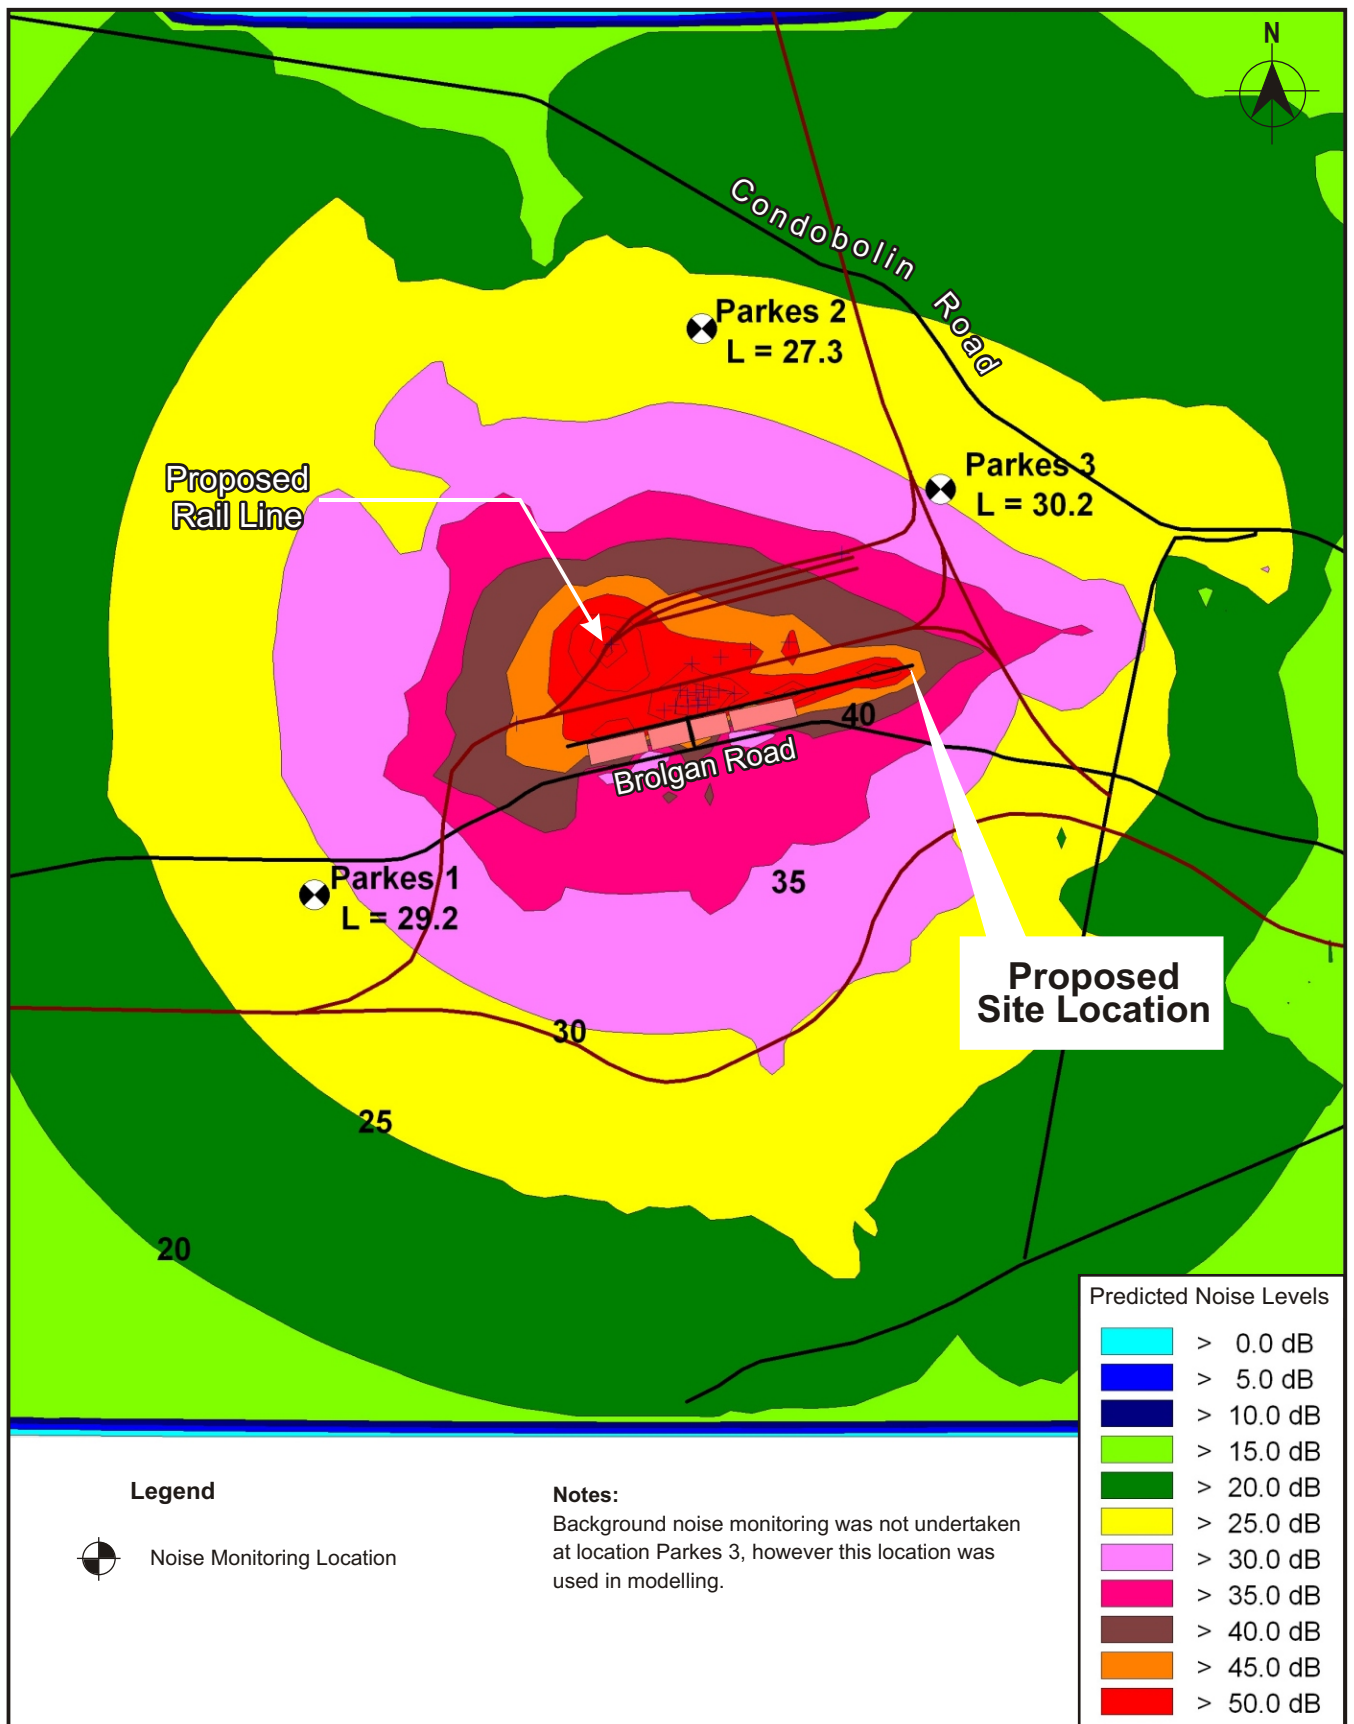 N
Condobolin Road
Parkes 2
L = 27.3
Parkes 3
L = 30.2
Proposed
Rail Line
40
Brolgan Road
Parkes 1
L = 29.2
35
Proposed
Site Location
30
25
20
Predicted Noise Levels
> 0.0 dB
> 5.0 dB
> 10.0 dB
> 15.0 dB
> 20.0 dB
> 25.0 dB
> 30.0 dB
> 35.0 dB
> 40.0 dB
> 45.0 dB
> 50.0 dB
Legend
Noise Monitoring Location
Notes:
Background noise monitoring was not undertaken
at location Parkes 3, however this location was
used in modelling.